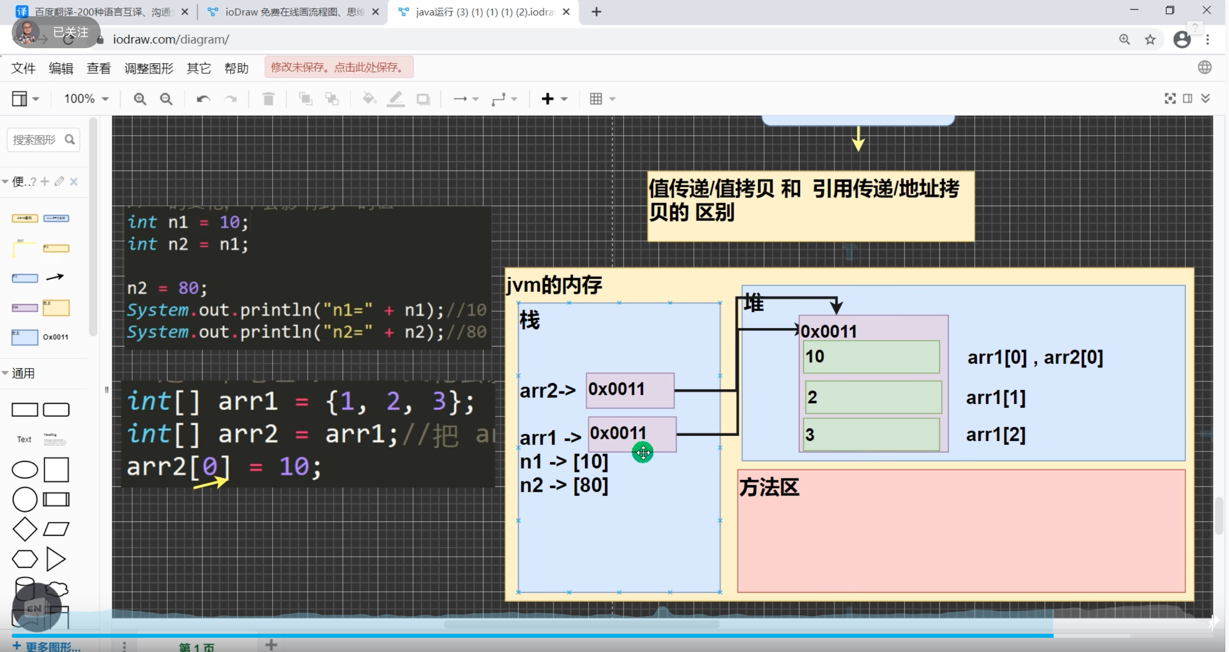 百度翻译-200种语言互译、沟通
ioDraw 免费在线画流程图、思维
java运行 (3) (1) (1) (1) (2).iodraw
已关注
iodraw.com/diagram/
文件 编辑 查看 调整图形 其它 帮助 修改未保存。点击此处保存。
100%
搜索图形
便..?
通用
Text
0x0011
更多图形...
第 1 页
EN
值传递/值拷贝 和 引用传递/地址拷
贝的 区别
int n1 = 10;
int n2 = n1;
n2 = 80;
System.out.println("n1=" + n1);//10
System.out.println("n2=" + n2);//80
int[] arr1 = {1, 2, 3};
int[] arr2 = arr1;//把
arr2[0] = 10;
jvm的内存
栈
arr2-> 0x0011
arr1 -> 0x0011
n1 -> [10]
n2 -> [80]
堆
0x0011
10 arr1[0] , arr2[0]
2 arr1[1]
3 arr1[2]
方法区